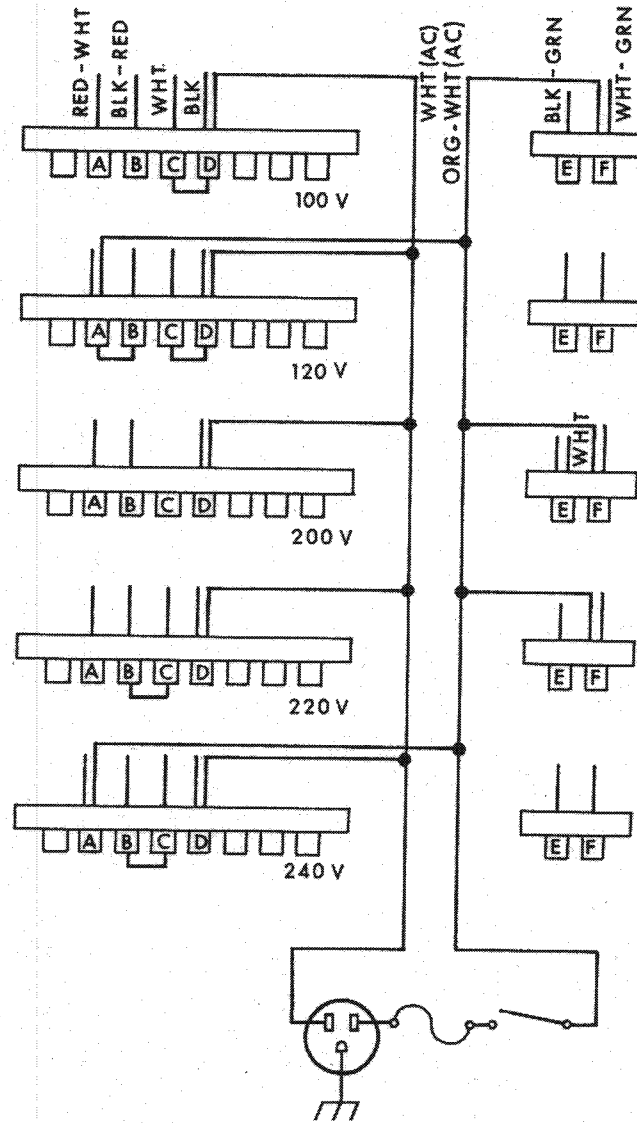 RED-WHT
BLK-RED
WHT
BLK
WHT(AC)
ORG-WHT(AC)
BLK-GRN
WHT-GRN
A B C D
E F
100 V
A B C D
E F
120 V
WHT
A B C D
E F
200 V
A B C D
E F
220 V
A B C D
E F
240 V